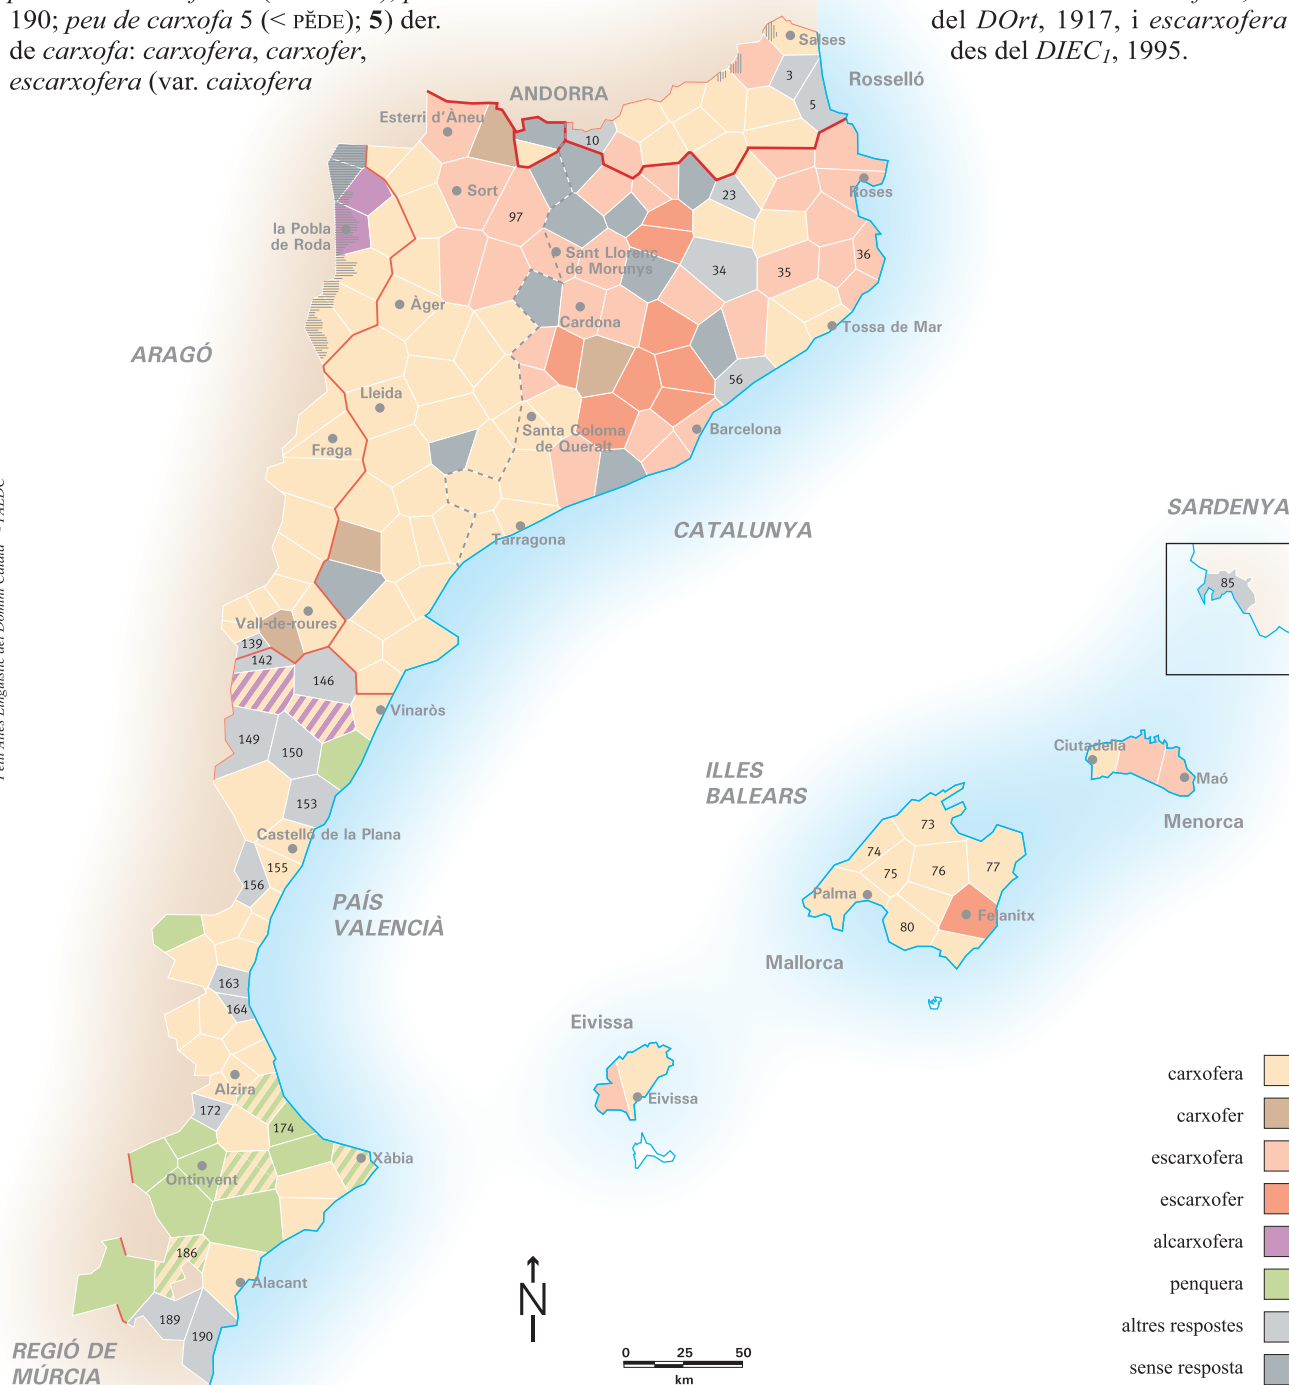 190; peu de carxofa 5 (< PĔDE); 5) der.
de carxofa: carxofera, carxofer,
escarxofera (var. caixofera
del DOrt, 1917, i escarxofera
des del DIEC1, 1995.
Salses
3
Rosselló
5
ANDORRA
Esterri d'Àneu
10
Sort
23
Roses
97
la Pobla
de Roda
Sant Llorenç
de Morunys
34
35
36
Àger
Cardona
Tossa de Mar
ARAGÓ
56
Lleida
Santa Coloma
de Queralt
Barcelona
Fraga
SARDENYA
Tarragona
CATALUNYA
85
Vall-de-roures
139
142
146
Vinaròs
149
150
153
Ciutadella
Maó
Menorca
ILLES
BALEARS
Castelló de la Plana
155
156
73
74
75
76
77
Palma
Felanitx
80
Mallorca
PAÍS
VALENCIÀ
163
164
Eivissa
Eivissa
Alzira
172
174
Xàbia
Ontinyent
186
Alacant
189
190
REGIÓ DE
MÚRCIA
N
0 25 50
km
carxofera
carxofer
escarxofera
escarxofer
alcarxofera
penquera
altres respostes
sense resposta